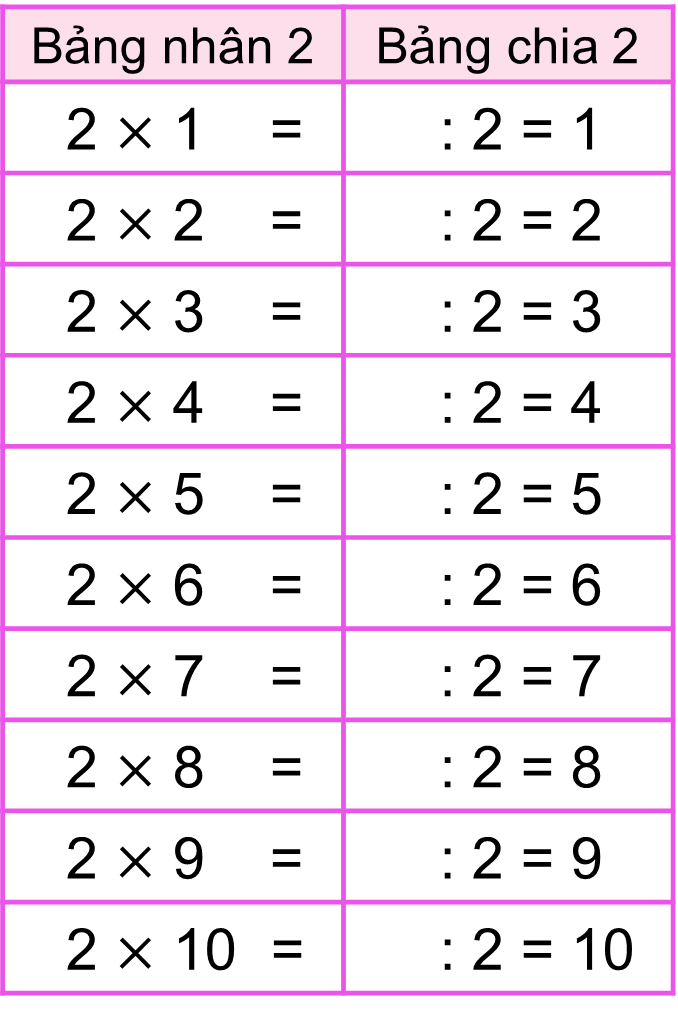 Bảng nhân 2 Bảng chia 2
2 × 1 = : 2 = 1
2 × 2 = : 2 = 2
2 × 3 = : 2 = 3
2 × 4 = : 2 = 4
2 × 5 = : 2 = 5
2 × 6 = : 2 = 6
2 × 7 = : 2 = 7
2 × 8 = : 2 = 8
2 × 9 = : 2 = 9
2 × 10 = : 2 = 10